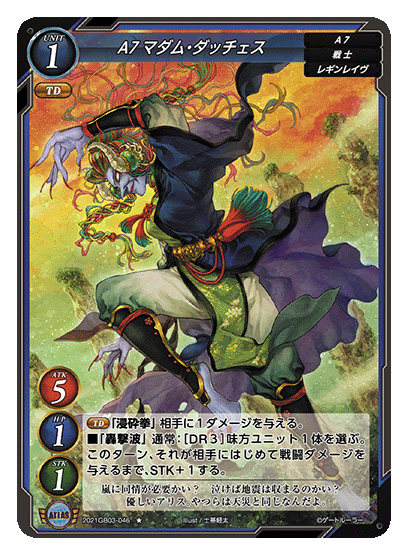 UNIT
1
A7 マダム・ダッチェス
A7
戦士
レギンレイヴ
TD
ATK
5
H P
1
STK
1
TD 「浸砕拳」 相手に1ダメージを与える。
■「轟撃波」 通常:[DR3]味方ユニット1体を選ぶ。
このターン、それが相手にはじめて戦闘ダメージを
与えるまで、STK+1する。
嵐に同情が必要かい? 泣けば地震は収まるのかい?
優しいアリス。やつらは天災と同じなんだよ。
ATLAS
2021GB03-046 ★ Illust / 士基軽太 ©ゲートルーラー